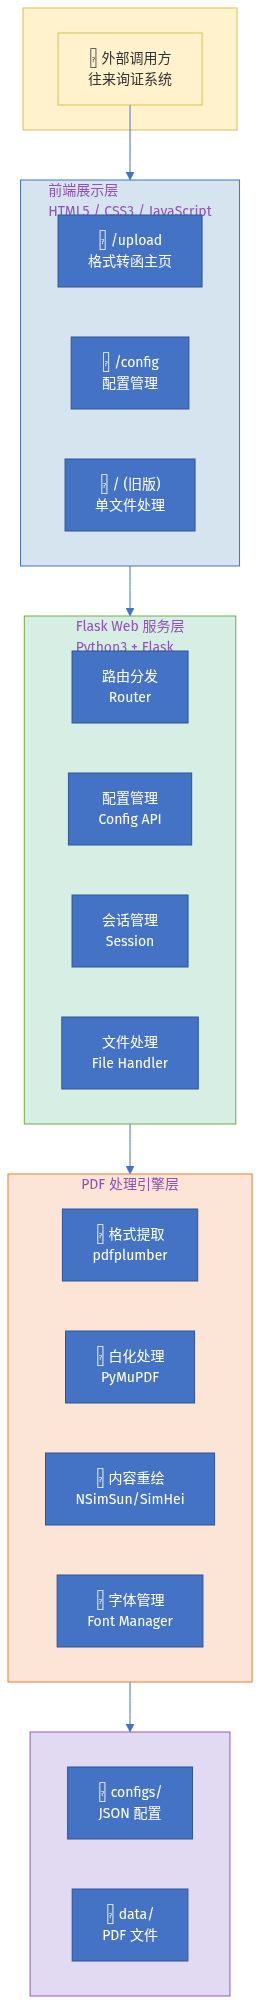 外部调用方
往来询证系统
前端展示层
HTML5 / CSS3 / JavaScript
/upload
格式转函主页
/config
配置管理
/ (旧版)
单文件处理
Flask Web 服务层
Python3 + Flask
路由分发
Router
配置管理
Config API
会话管理
Session
文件处理
File Handler
PDF 处理引擎层
格式提取
pdfplumber
白化处理
PyMuPDF
内容重绘
NSimSun/SimHei
字体管理
Font Manager
configs/
JSON 配置
data/
PDF 文件